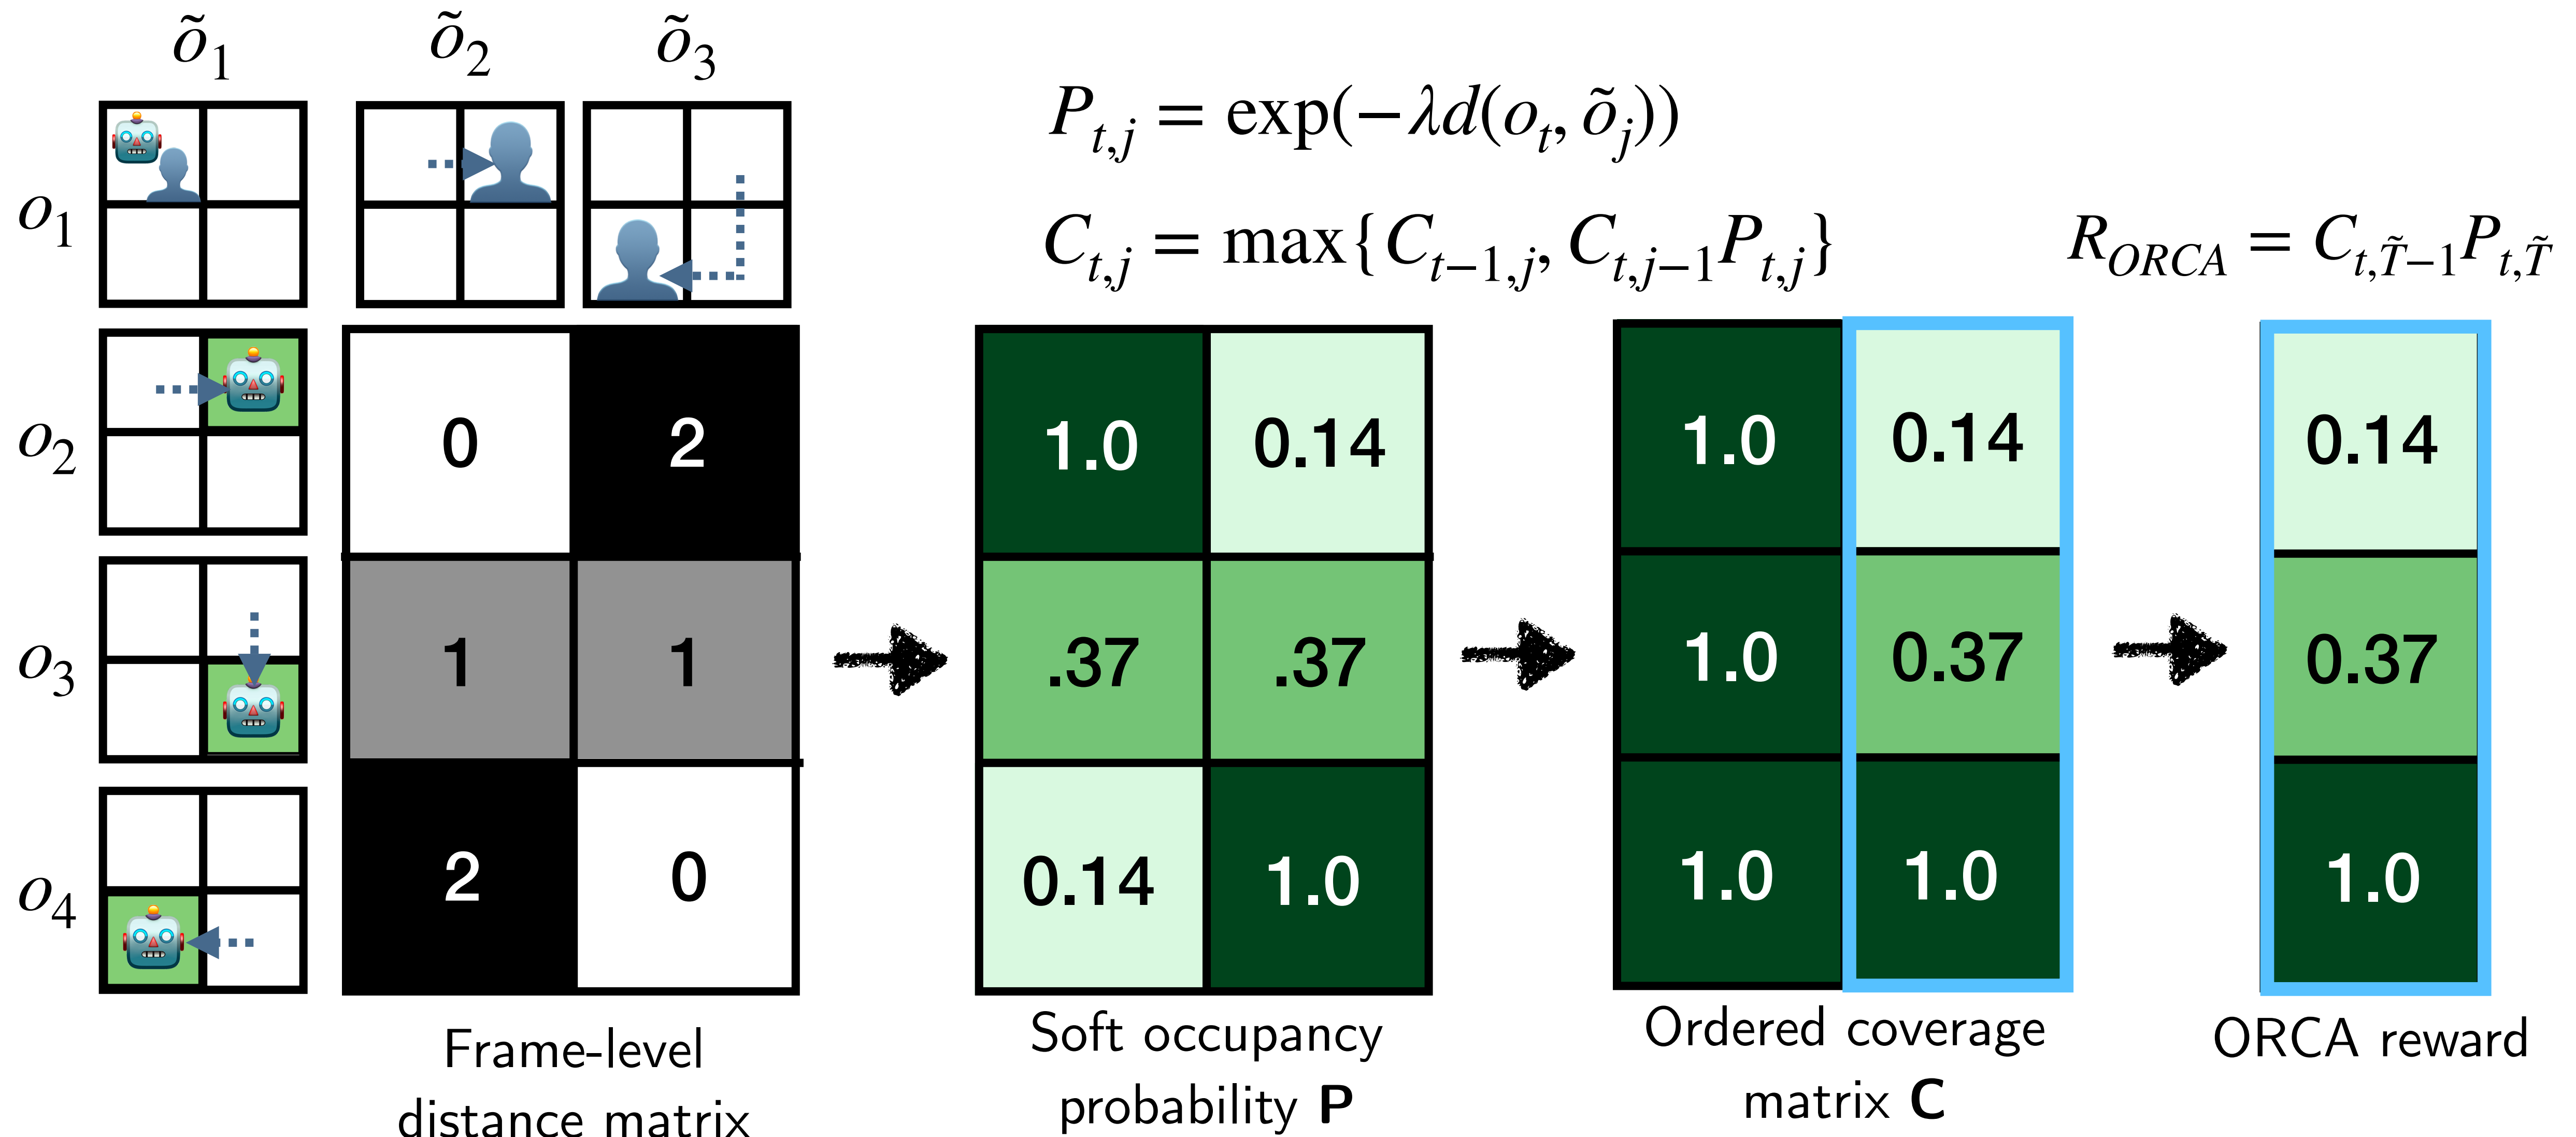 õ₁ õ₂ õ₃
P_{t,j} = exp(−λd(o_t, õ_j))
C_{t,j} = max{C_{t−1,j}, C_{t,j−1}P_{t,j}}
R_{ORCA} = C_{t,T̃−1}P_{t,T̃}
o₁
o₂
o₃
o₄
0 2
1 1
2 0
Frame-level
distance matrix
1.0 0.14
.37 .37
0.14 1.0
Soft occupancy
probability P
1.0 0.14
1.0 0.37
1.0 1.0
Ordered coverage
matrix C
0.14
0.37
1.0
ORCA reward